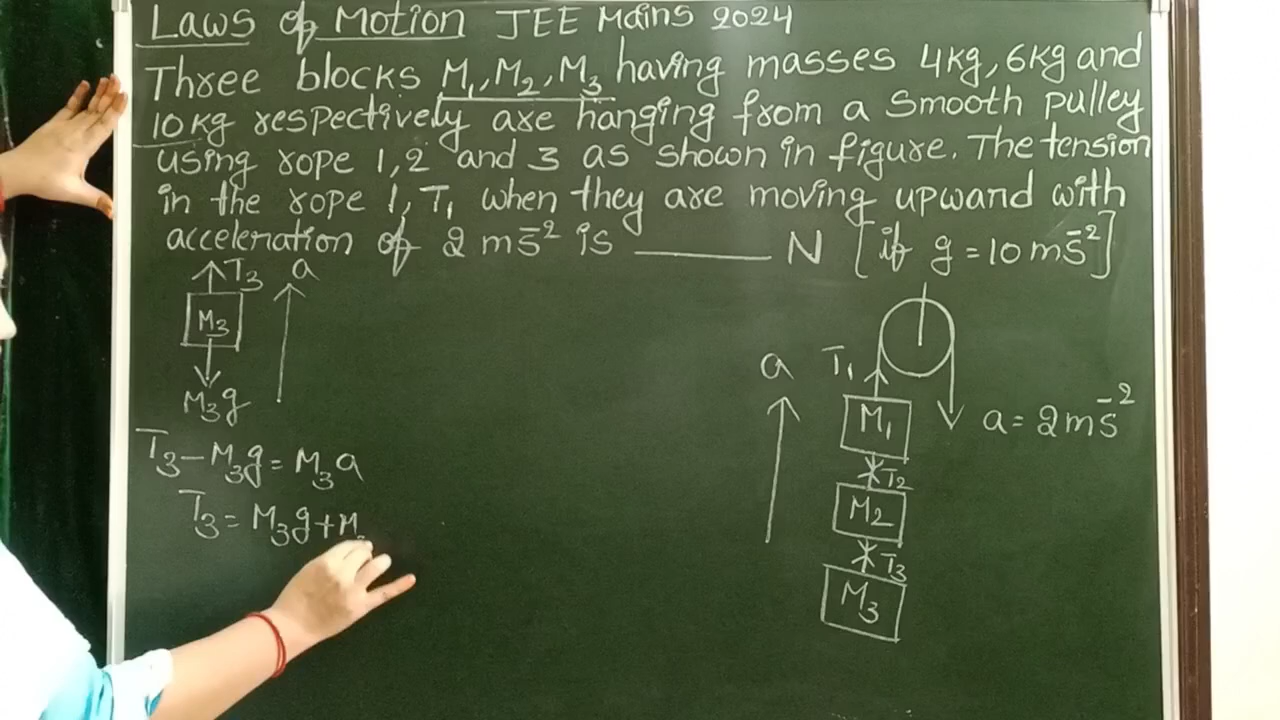 Laws of Motion JEE Mains 2024
Three blocks M₁, M₂, M₃ having masses 4kg, 6kg and
10kg respectively are hanging from a smooth pulley
using rope 1, 2 and 3 as shown in figure. The tension
in the rope 1, T₁ when they are moving upward with
acceleration of 2 ms⁻² is ______ N [if g = 10 ms⁻²]
T₃ a
M₃
M₃g
T₃ - M₃g = M₃a
T₃ = M₃g + M
a T₁
M₁ a = 2 ms⁻²
T₂
M₂
T₃
M₃